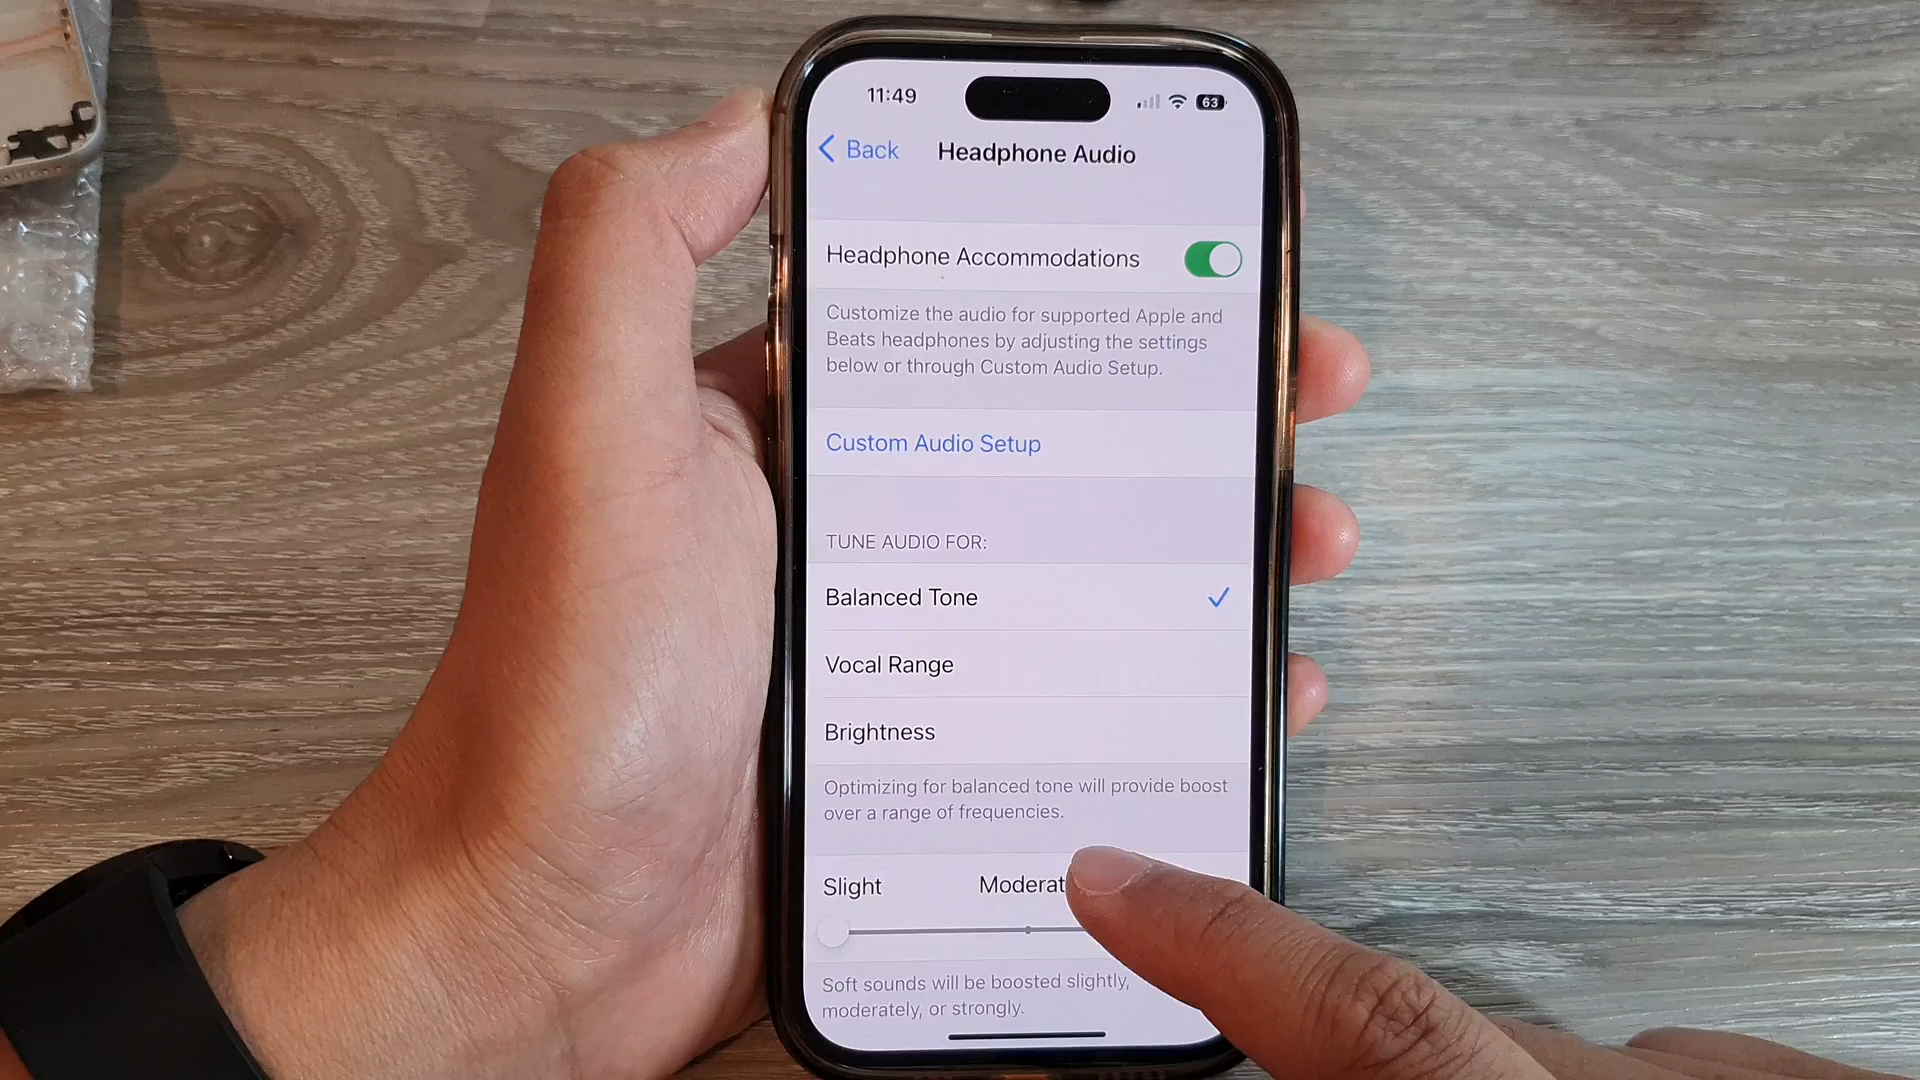 11:49
63
Back
Headphone Audio
Headphone Accommodations
Customize the audio for supported Apple and
Beats headphones by adjusting the settings
below or through Custom Audio Setup.
Custom Audio Setup
TUNE AUDIO FOR:
Balanced Tone
Vocal Range
Brightness
Optimizing for balanced tone will provide boost
over a range of frequencies.
Slight Moderat
Soft sounds will be boosted slightly,
moderately, or strongly.